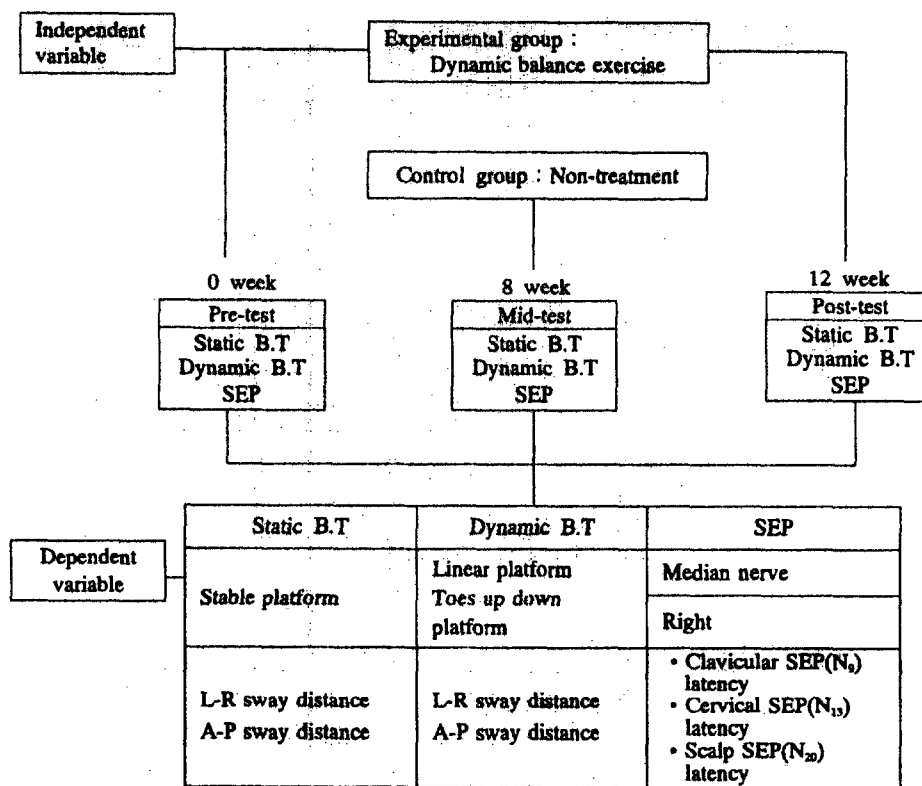 Independent
variable
Experimental group :
Dynamic balance exercise
Control group : Non-treatment
0 week
8 week
12 week
Pre-test
Static B.T
Dynamic B.T
SEP
Mid-test
Static B.T
Dynamic B.T
SEP
Post-test
Static B.T
Dynamic B.T
SEP
Dependent
variable
Static B.T
Dynamic B.T
SEP
Stable platform
Linear platform
Toes up down
platform
Median nerve
Right
L-R sway distance
A-P sway distance
L-R sway distance
A-P sway distance
• Clavicular SEP(N₉)
latency
• Cervical SEP(N₁₃)
latency
• Scalp SEP(N₂₀)
latency